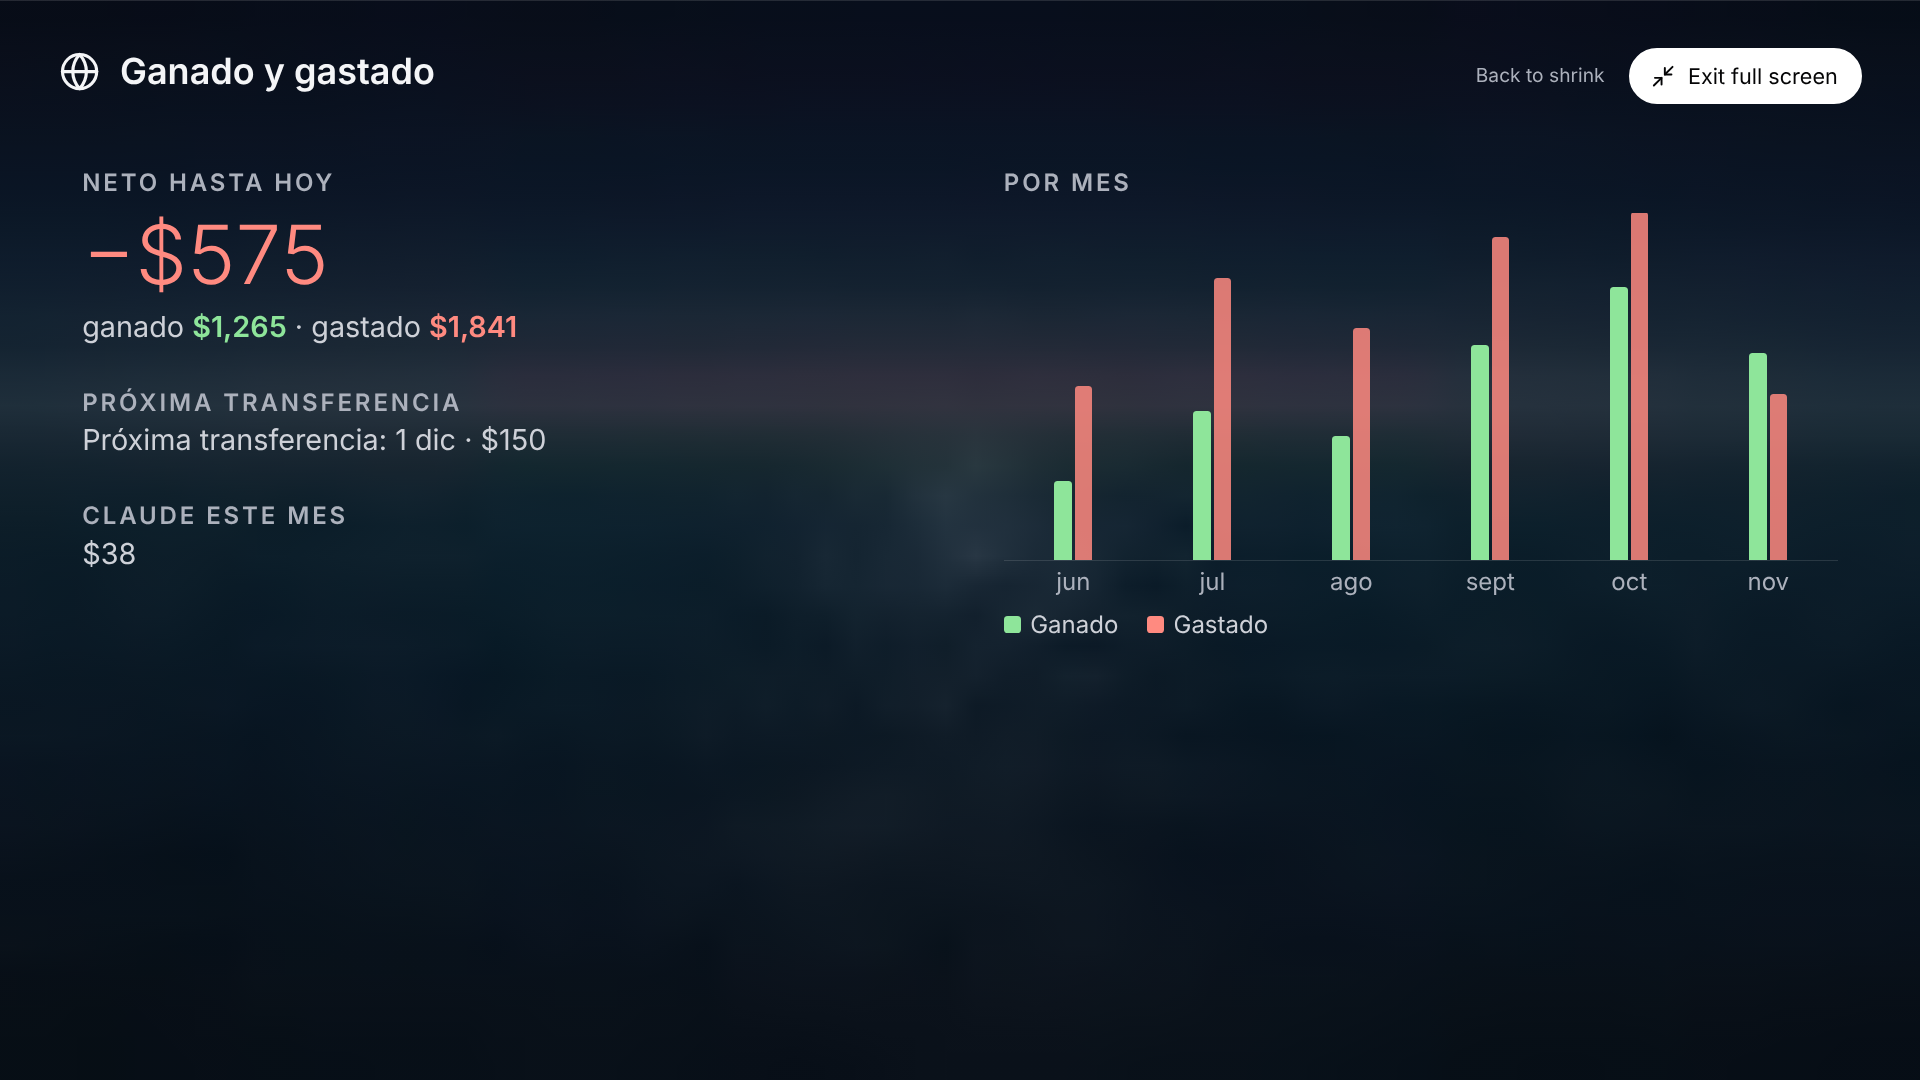 Ganado y gastado
Back to shrink
Exit full screen
NETO HASTA HOY
−$575
ganado $1,265 · gastado $1,841
PRÓXIMA TRANSFERENCIA
Próxima transferencia: 1 dic · $150
CLAUDE ESTE MES
$38
POR MES
jun jul ago sept oct nov
Ganado Gastado